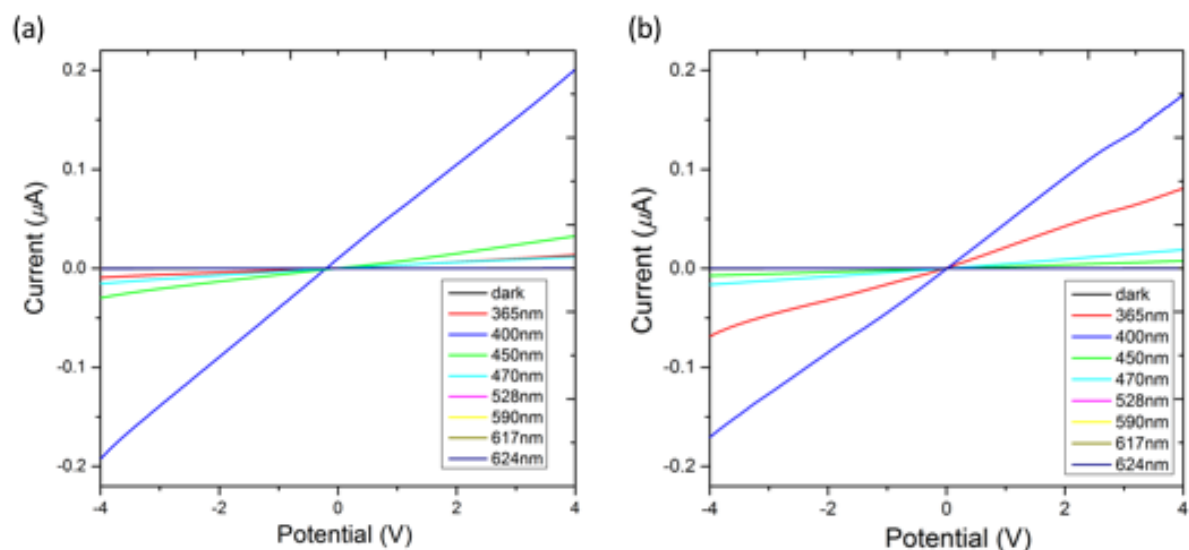 (a)
Current (μA)
0.2
0.1
0.0
-0.1
-0.2
-4
-2
0
2
4
Potential (V)
dark
365nm
400nm
450nm
470nm
528nm
590nm
617nm
624nm
(b)
Current (μA)
0.2
0.1
0.0
-0.1
-0.2
-4
-2
0
2
4
Potential (V)
dark
365nm
400nm
450nm
470nm
528nm
590nm
617nm
624nm